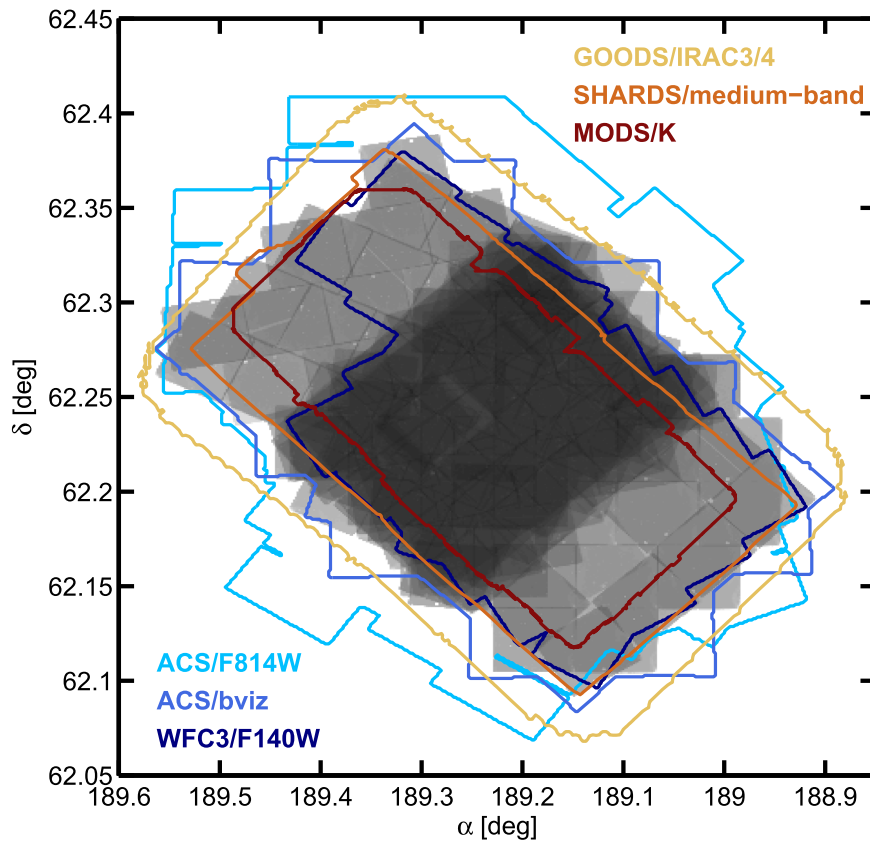 62.45
62.4
62.35
62.3
62.25
62.2
62.15
62.1
62.05
δ [deg]
GOODS/IRAC3/4
SHARDS/medium−band
MODS/K
ACS/F814W
ACS/bviz
WFC3/F140W
189.6 189.5 189.4 189.3 189.2 189.1 189 188.9
α [deg]